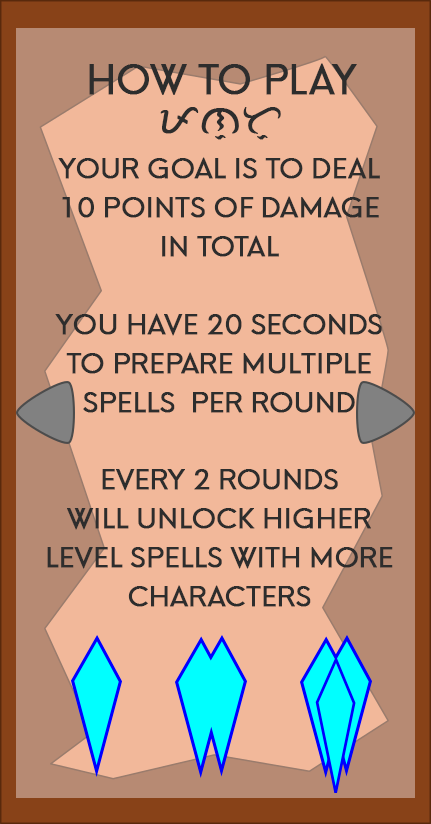 HOW TO PLAY
ᜉᜈᜓᜆᜓ
YOUR GOAL IS TO DEAL
10 POINTS OF DAMAGE
IN TOTAL
YOU HAVE 20 SECONDS
TO PREPARE MULTIPLE
SPELLS PER ROUND
EVERY 2 ROUNDS
WILL UNLOCK HIGHER
LEVEL SPELLS WITH MORE
CHARACTERS